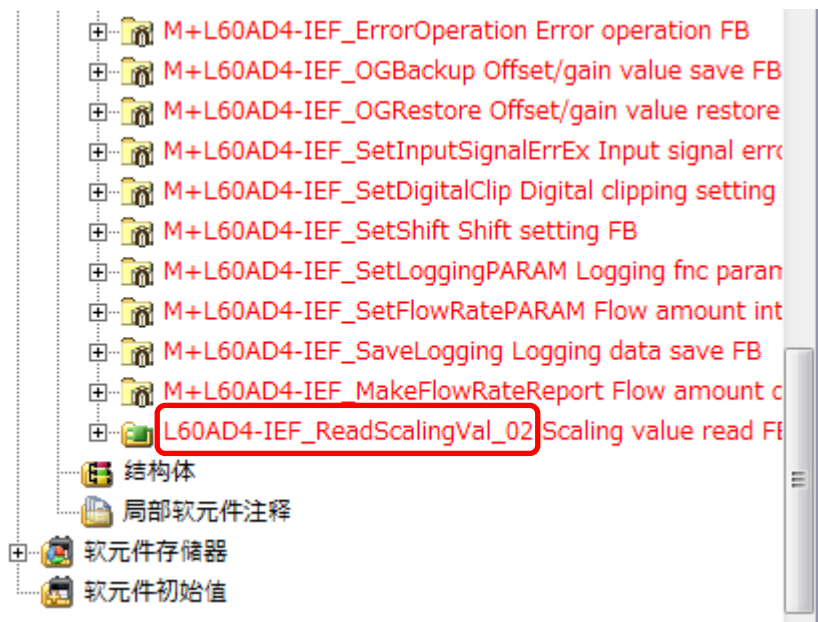 M+L60AD4-IEF_ErrorOperation Error operation FB
M+L60AD4-IEF_OGBackup Offset/gain value save FB
M+L60AD4-IEF_OGRestore Offset/gain value restore
M+L60AD4-IEF_SetInputSignalErrEx Input signal erro
M+L60AD4-IEF_SetDigitalClip Digital clipping setting
M+L60AD4-IEF_SetShift Shift setting FB
M+L60AD4-IEF_SetLoggingPARAM Logging fnc param
M+L60AD4-IEF_SetFlowRatePARAM Flow amount int
M+L60AD4-IEF_SaveLogging Logging data save FB
M+L60AD4-IEF_MakeFlowRateReport Flow amount c
L60AD4-IEF_ReadScalingVal_02 Scaling value read FB
结构体
局部软元件注释
软元件存储器
软元件初始值